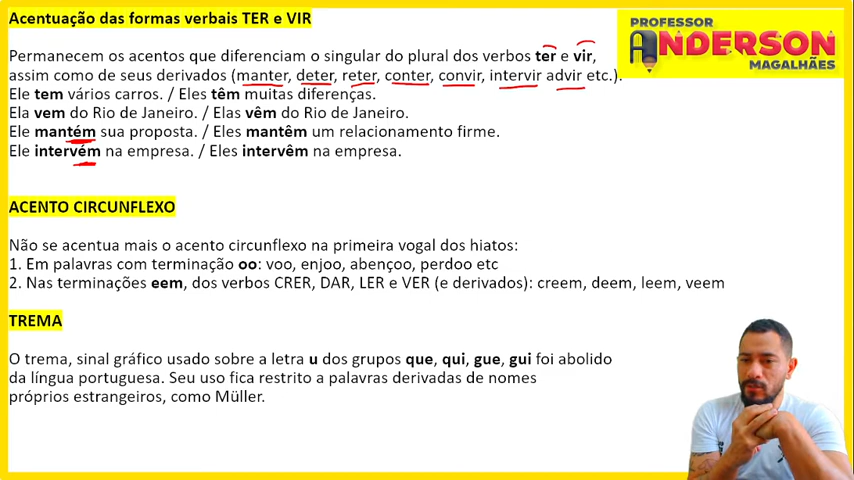 Acentuação das formas verbais TER e VIR
PROFESSOR
ANDERSON
MAGALHÃES
Permanecem os acentos que diferenciam o singular do plural dos verbos ter e vir,
assim como de seus derivados (manter, deter, reter, conter, convir, intervir advir etc.).
Ele tem vários carros. / Eles têm muitas diferenças.
Ela vem do Rio de Janeiro. / Elas vêm do Rio de Janeiro.
Ele mantém sua proposta. / Eles mantêm um relacionamento firme.
Ele intervém na empresa. / Eles intervêm na empresa.
ACENTO CIRCUNFLEXO
Não se acentua mais o acento circunflexo na primeira vogal dos hiatos:
1. Em palavras com terminação oo: voo, enjoo, abençoo, perdoo etc
2. Nas terminações eem, dos verbos CRER, DAR, LER e VER (e derivados): creem, deem, leem, veem
TREMA
O trema, sinal gráfico usado sobre a letra u dos grupos que, qui, gue, gui foi abolido
da língua portuguesa. Seu uso fica restrito a palavras derivadas de nomes
próprios estrangeiros, como Müller.